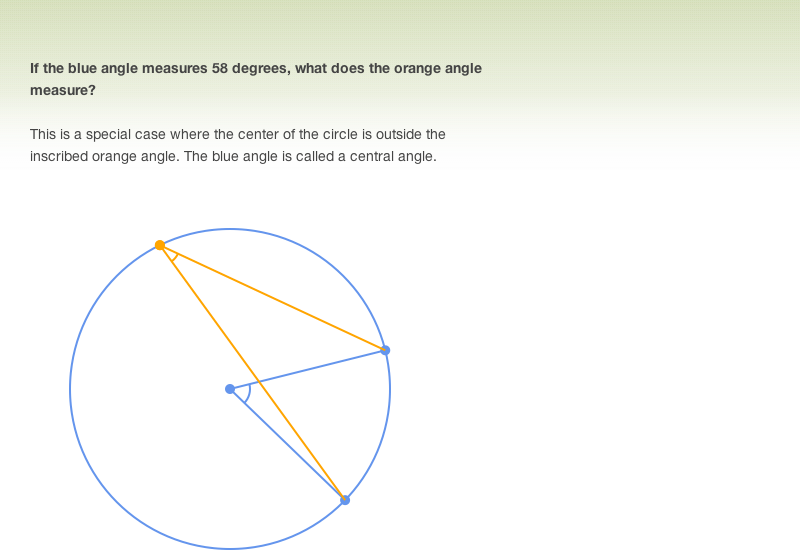 If the blue angle measures 58 degrees, what does the orange angle
measure?
This is a special case where the center of the circle is outside the
inscribed orange angle. The blue angle is called a central angle.